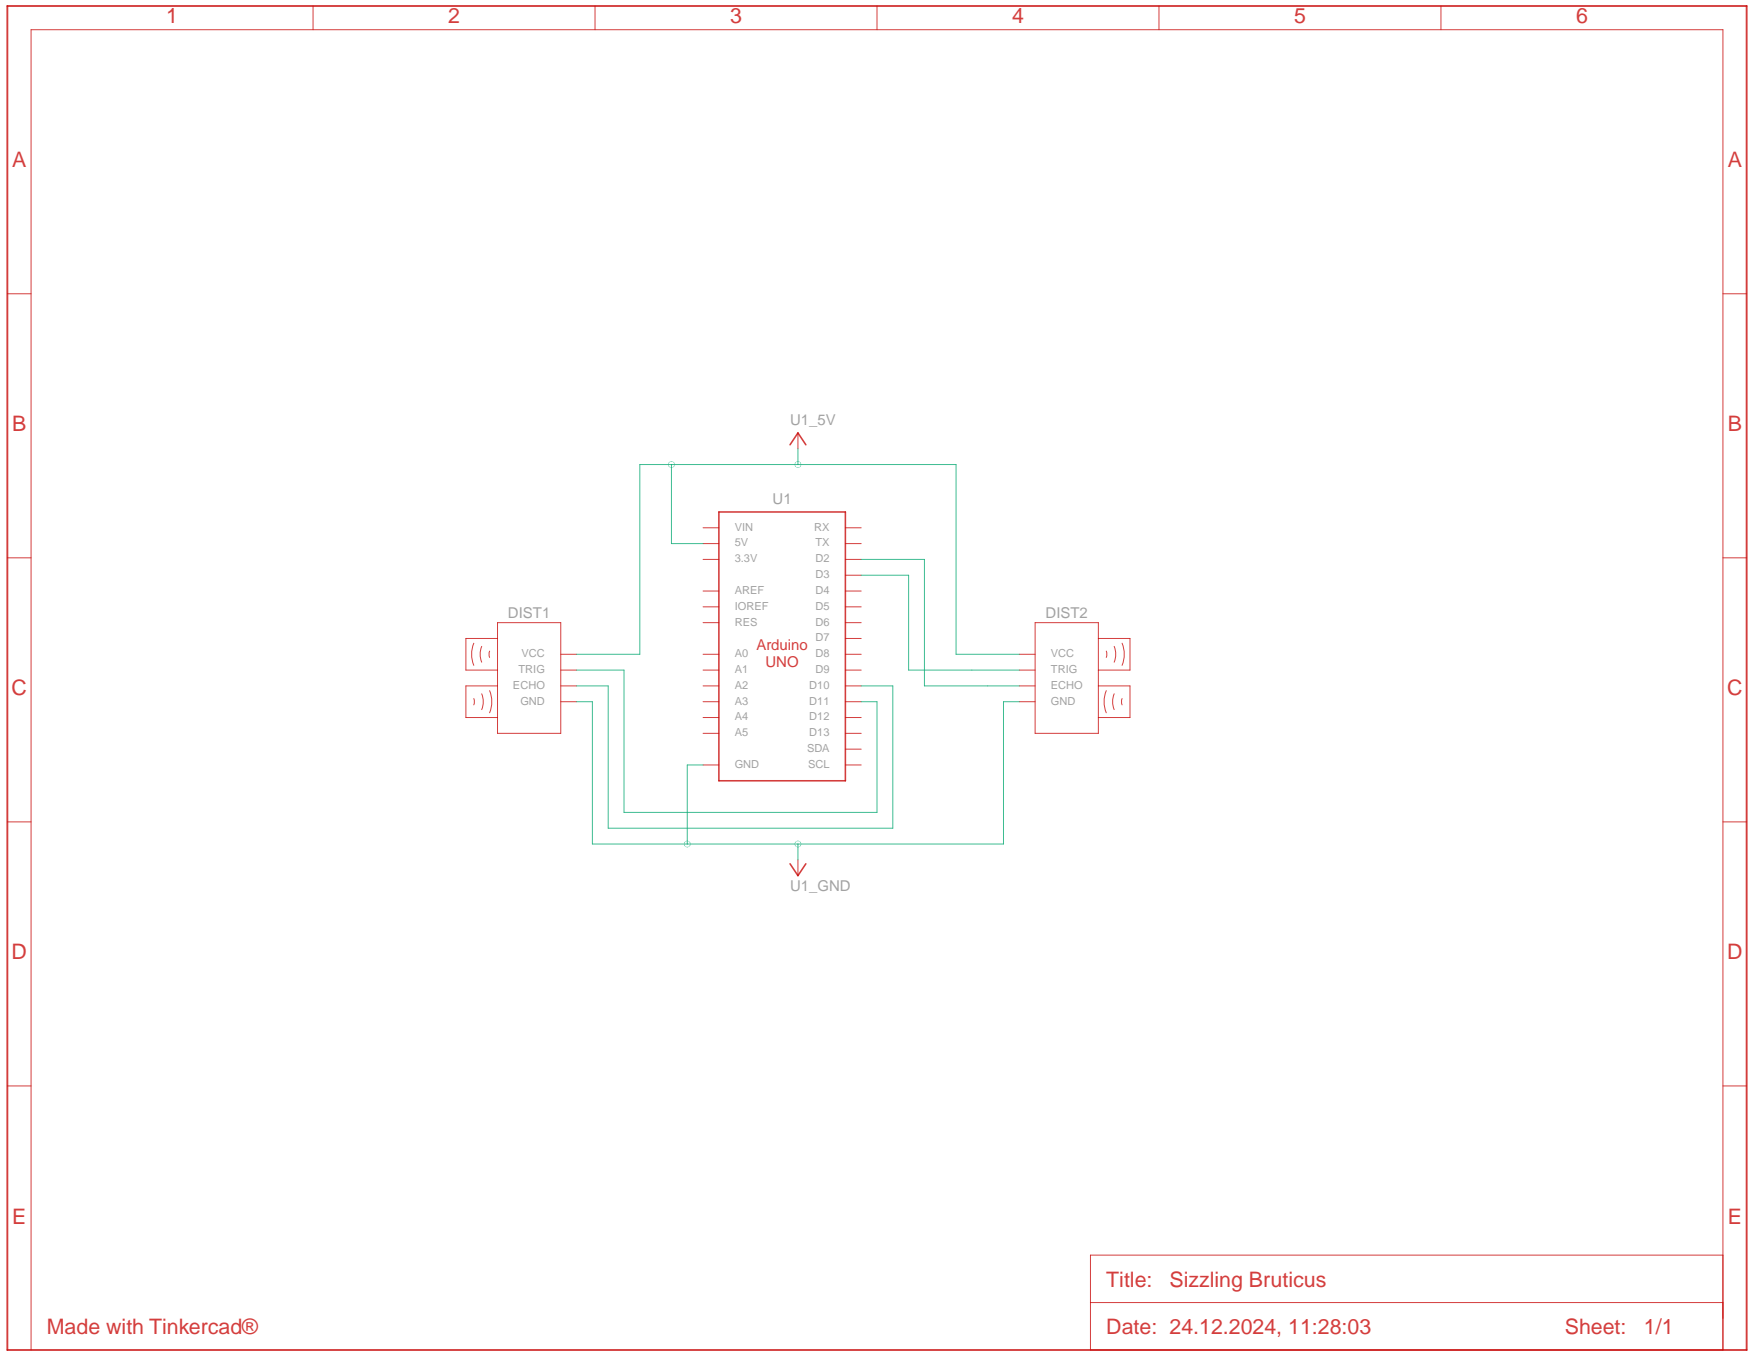 1 2 3 4 5 6
A A
B B
C C
D D
E E
U1_5V
U1
VIN RX
5V TX
3.3V D2
D3
AREF D4
IOREF D5
RES D6
D7
Arduino
UNO
A0 D8
A1 D9
A2 D10
A3 D11
A4 D12
A5 D13
SDA
GND SCL
DIST1
VCC
TRIG
ECHO
GND
DIST2
VCC
TRIG
ECHO
GND
U1_GND
Title: Sizzling Bruticus
Date: 24.12.2024, 11:28:03 Sheet: 1/1
Made with Tinkercad®